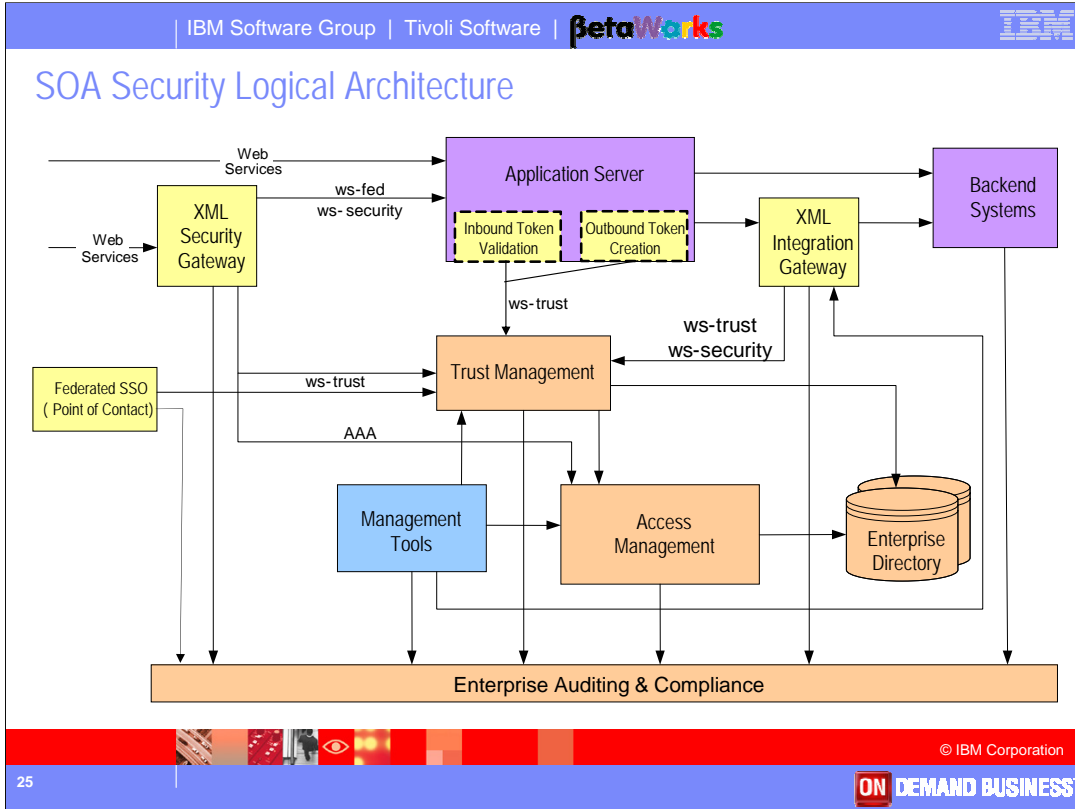 IBM Software Group | Tivoli Software | βetaWorks
IBM
SOA Security Logical Architecture
Web
Services
Application Server
Backend
Systems
ws-fed
ws- security
XML
Security
Gateway
Inbound Token
Validation
Outbound Token
Creation
XML
Integration
Gateway
Web
Services
ws-trust
ws-trust
ws-security
Trust Management
Federated SSO
( Point of Contact)
ws-trust
AAA
Management
Tools
Access
Management
Enterprise
Directory
Enterprise Auditing & Compliance
© IBM Corporation
25
ON DEMAND BUSINESS